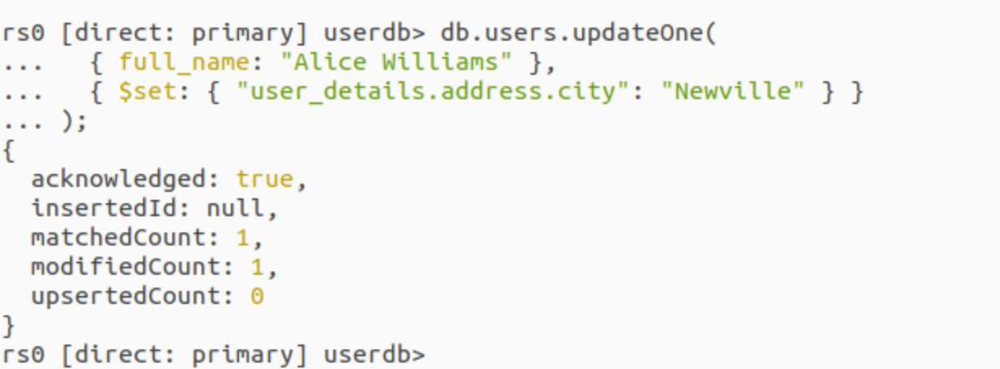 rs0 [direct: primary] userdb> db.users.updateOne(
...   { full_name: "Alice Williams" },
...   { $set: { "user_details.address.city": "Newville" } }
... );
{
  acknowledged: true,
  insertedId: null,
  matchedCount: 1,
  modifiedCount: 1,
  upsertedCount: 0
}
rs0 [direct: primary] userdb>